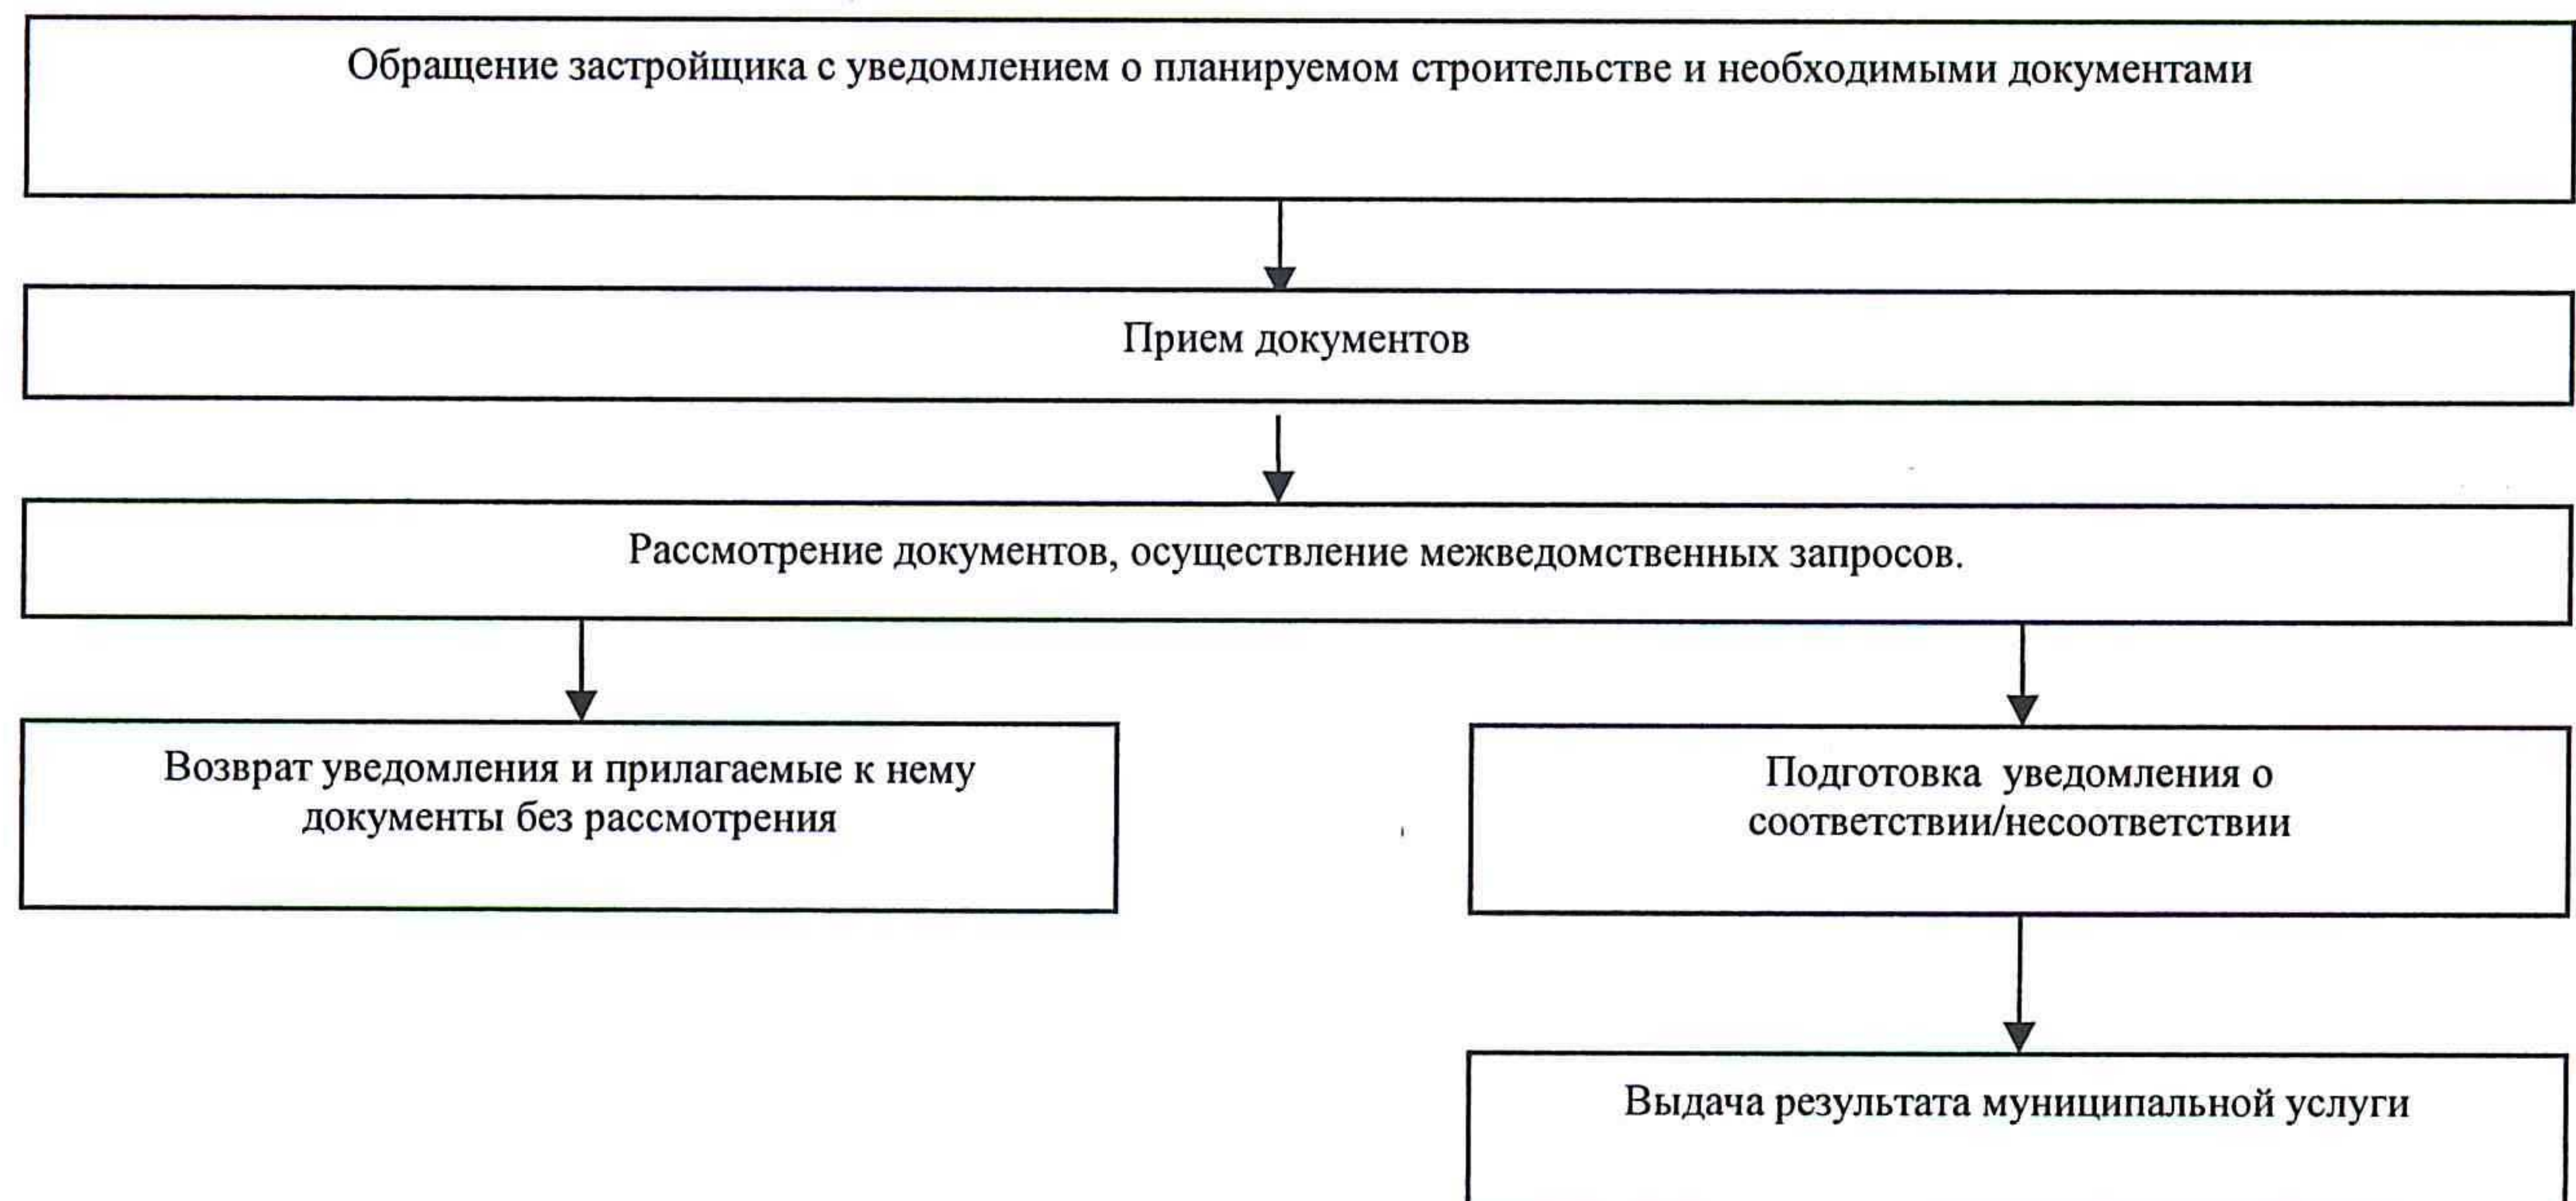 Обращение застройщика с уведомлением о планируемом строительстве и необходимыми документами
Прием документов
Рассмотрение документов, осуществление межведомственных запросов.
Возврат уведомления и прилагаемые к нему
документы без рассмотрения
Подготовка уведомления о
соответствии/несоответствии
Выдача результата муниципальной услуги